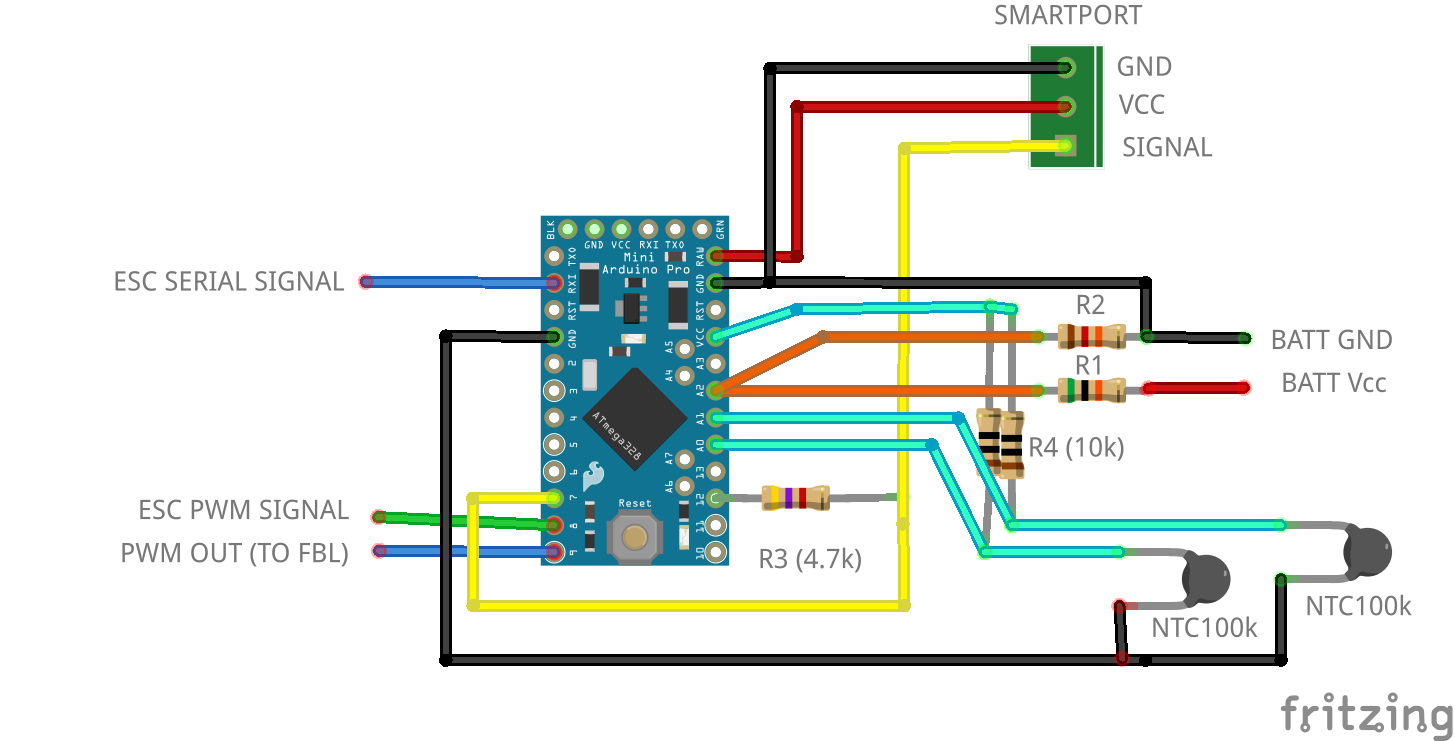 SMARTPORT
GND
VCC
SIGNAL
BLK
GND VCC RXI TXO
GRN
Mini
Arduino Pro
TXO
RXI
RST
GND
2
3
4
5
6
7
8
9
RAW
GND
RST
VCC
A3
A2
A1
A0
13
12
11
10
A5
A4
A7
A6
ATmega328
Reset
ESC SERIAL SIGNAL
ESC PWM SIGNAL
PWM OUT (TO FBL)
R2
BATT GND
R1
BATT Vcc
R4 (10k)
R3 (4.7k)
NTC100k
NTC100k
fritzing